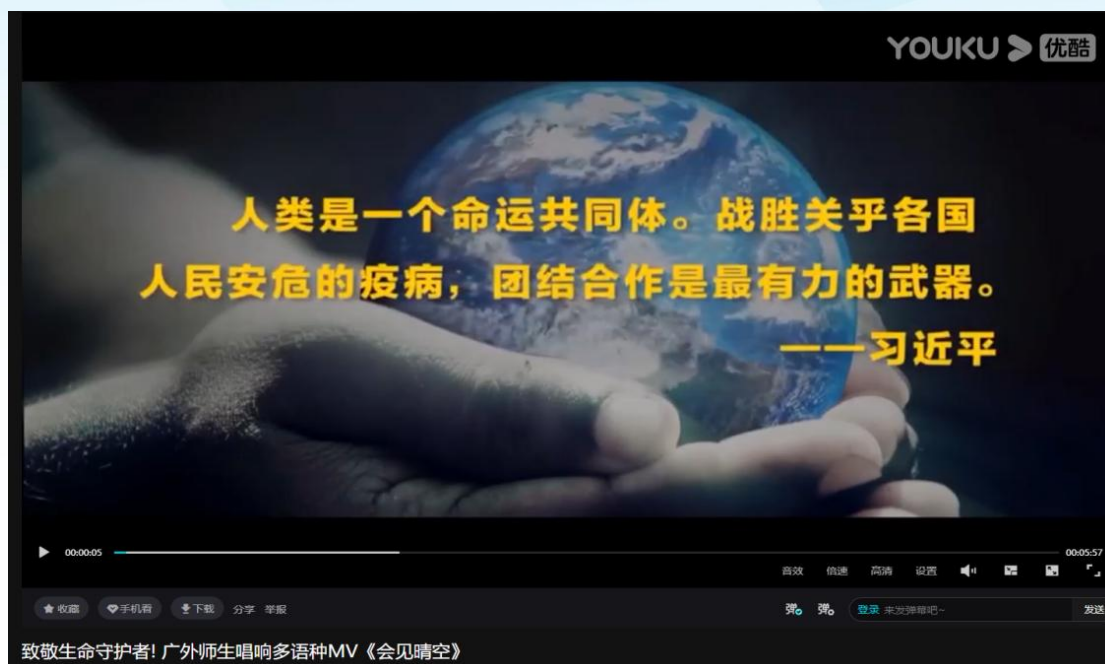 YOUKU 优酷
人类是一个命运共同体。战胜关乎各国
人民安危的疫病，团结合作是最有力的武器。
——习近平
00:00:05 00:05:57
音效 倍速 高清 设置
收藏 手机看 下载 分享 举报 弹 弹 登录 来发弹幕吧~ 发送
致敬生命守护者! 广外师生唱响多语种MV《会见晴空》